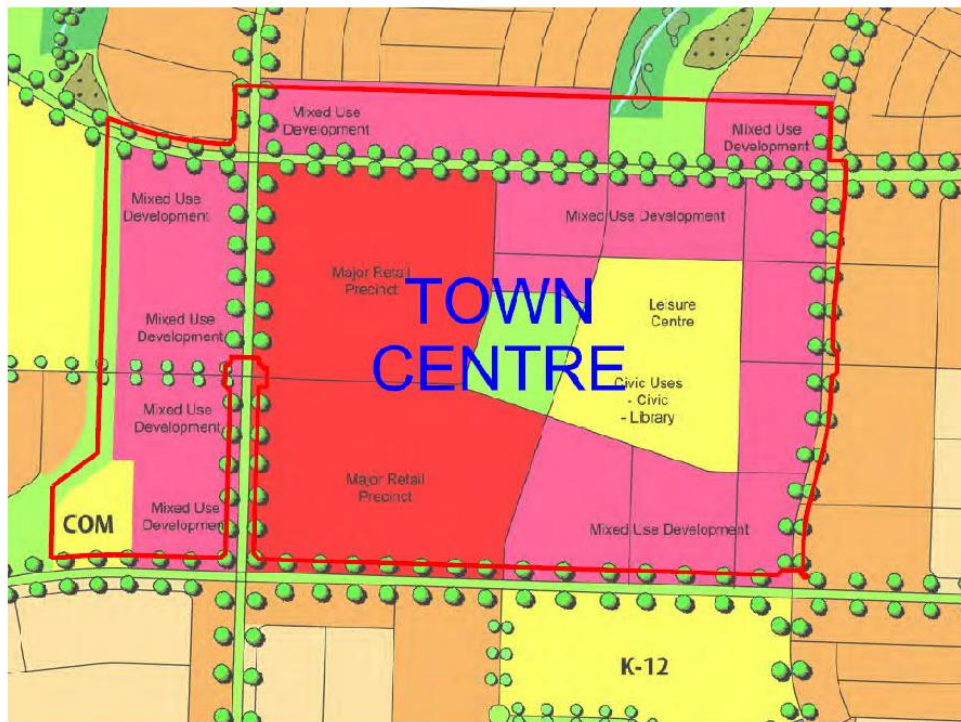 Mixed Use
Development
Mixed Use
Development
Mixed Use
Development
Mixed Use Development
Major Retail
Precinct
TOWN
CENTRE
Leisure
Centre
Mixed Use
Development
Civic Uses
- Civic
- Library
Mixed Use
Development
Major Retail
Precinct
Mixed Use
Development
Mixed Use Development
COM
K-12